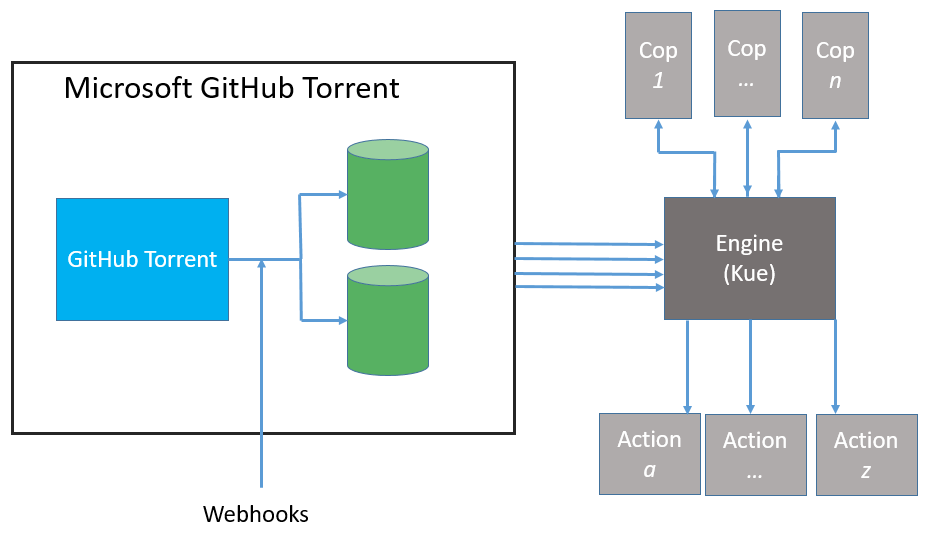 Microsoft GitHub Torrent
GitHub Torrent
Webhooks
Cop
1
Cop
...
Cop
n
Engine
(Kue)
Action
a
Action
...
Action
z